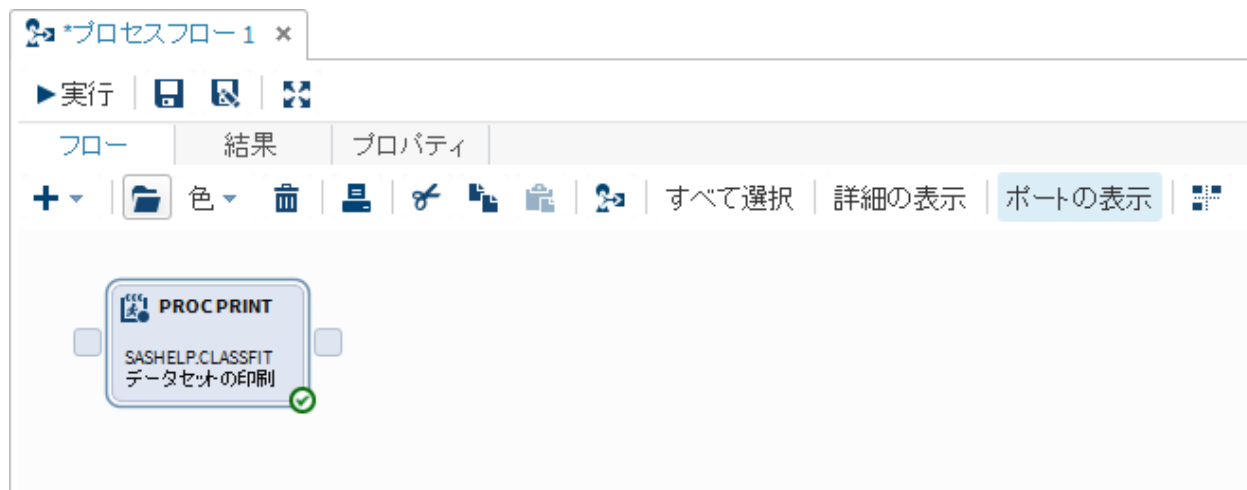 *プロセスフロー 1 ×
実行
フロー 結果 プロパティ
色 すべて選択 詳細の表示 ポートの表示
PROC PRINT
SASHELP.CLASSFIT
データセットの印刷